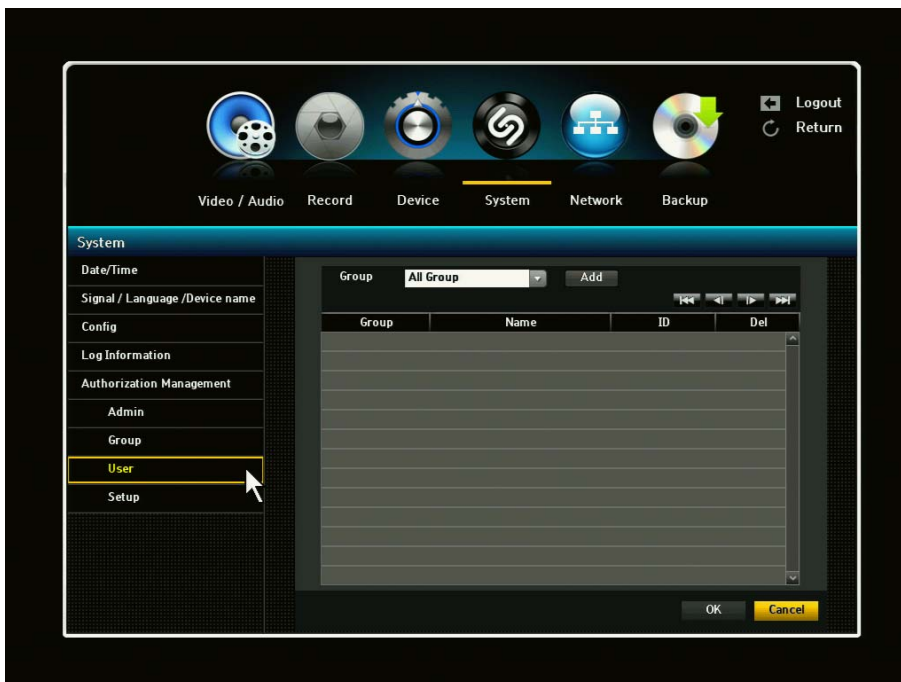 Logout
Return
Video / Audio Record Device System Network Backup
System
Date/Time
Signal / Language /Device name
Config
Log Information
Authorization Management
Admin
Group
User
Setup
Group All Group Add
Group Name ID Del
OK Cancel